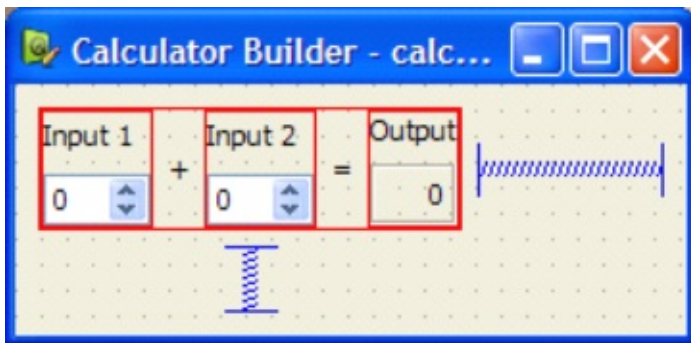 Calculator Builder - calc...
Input 1 Input 2 Output
0 + 0 = 0